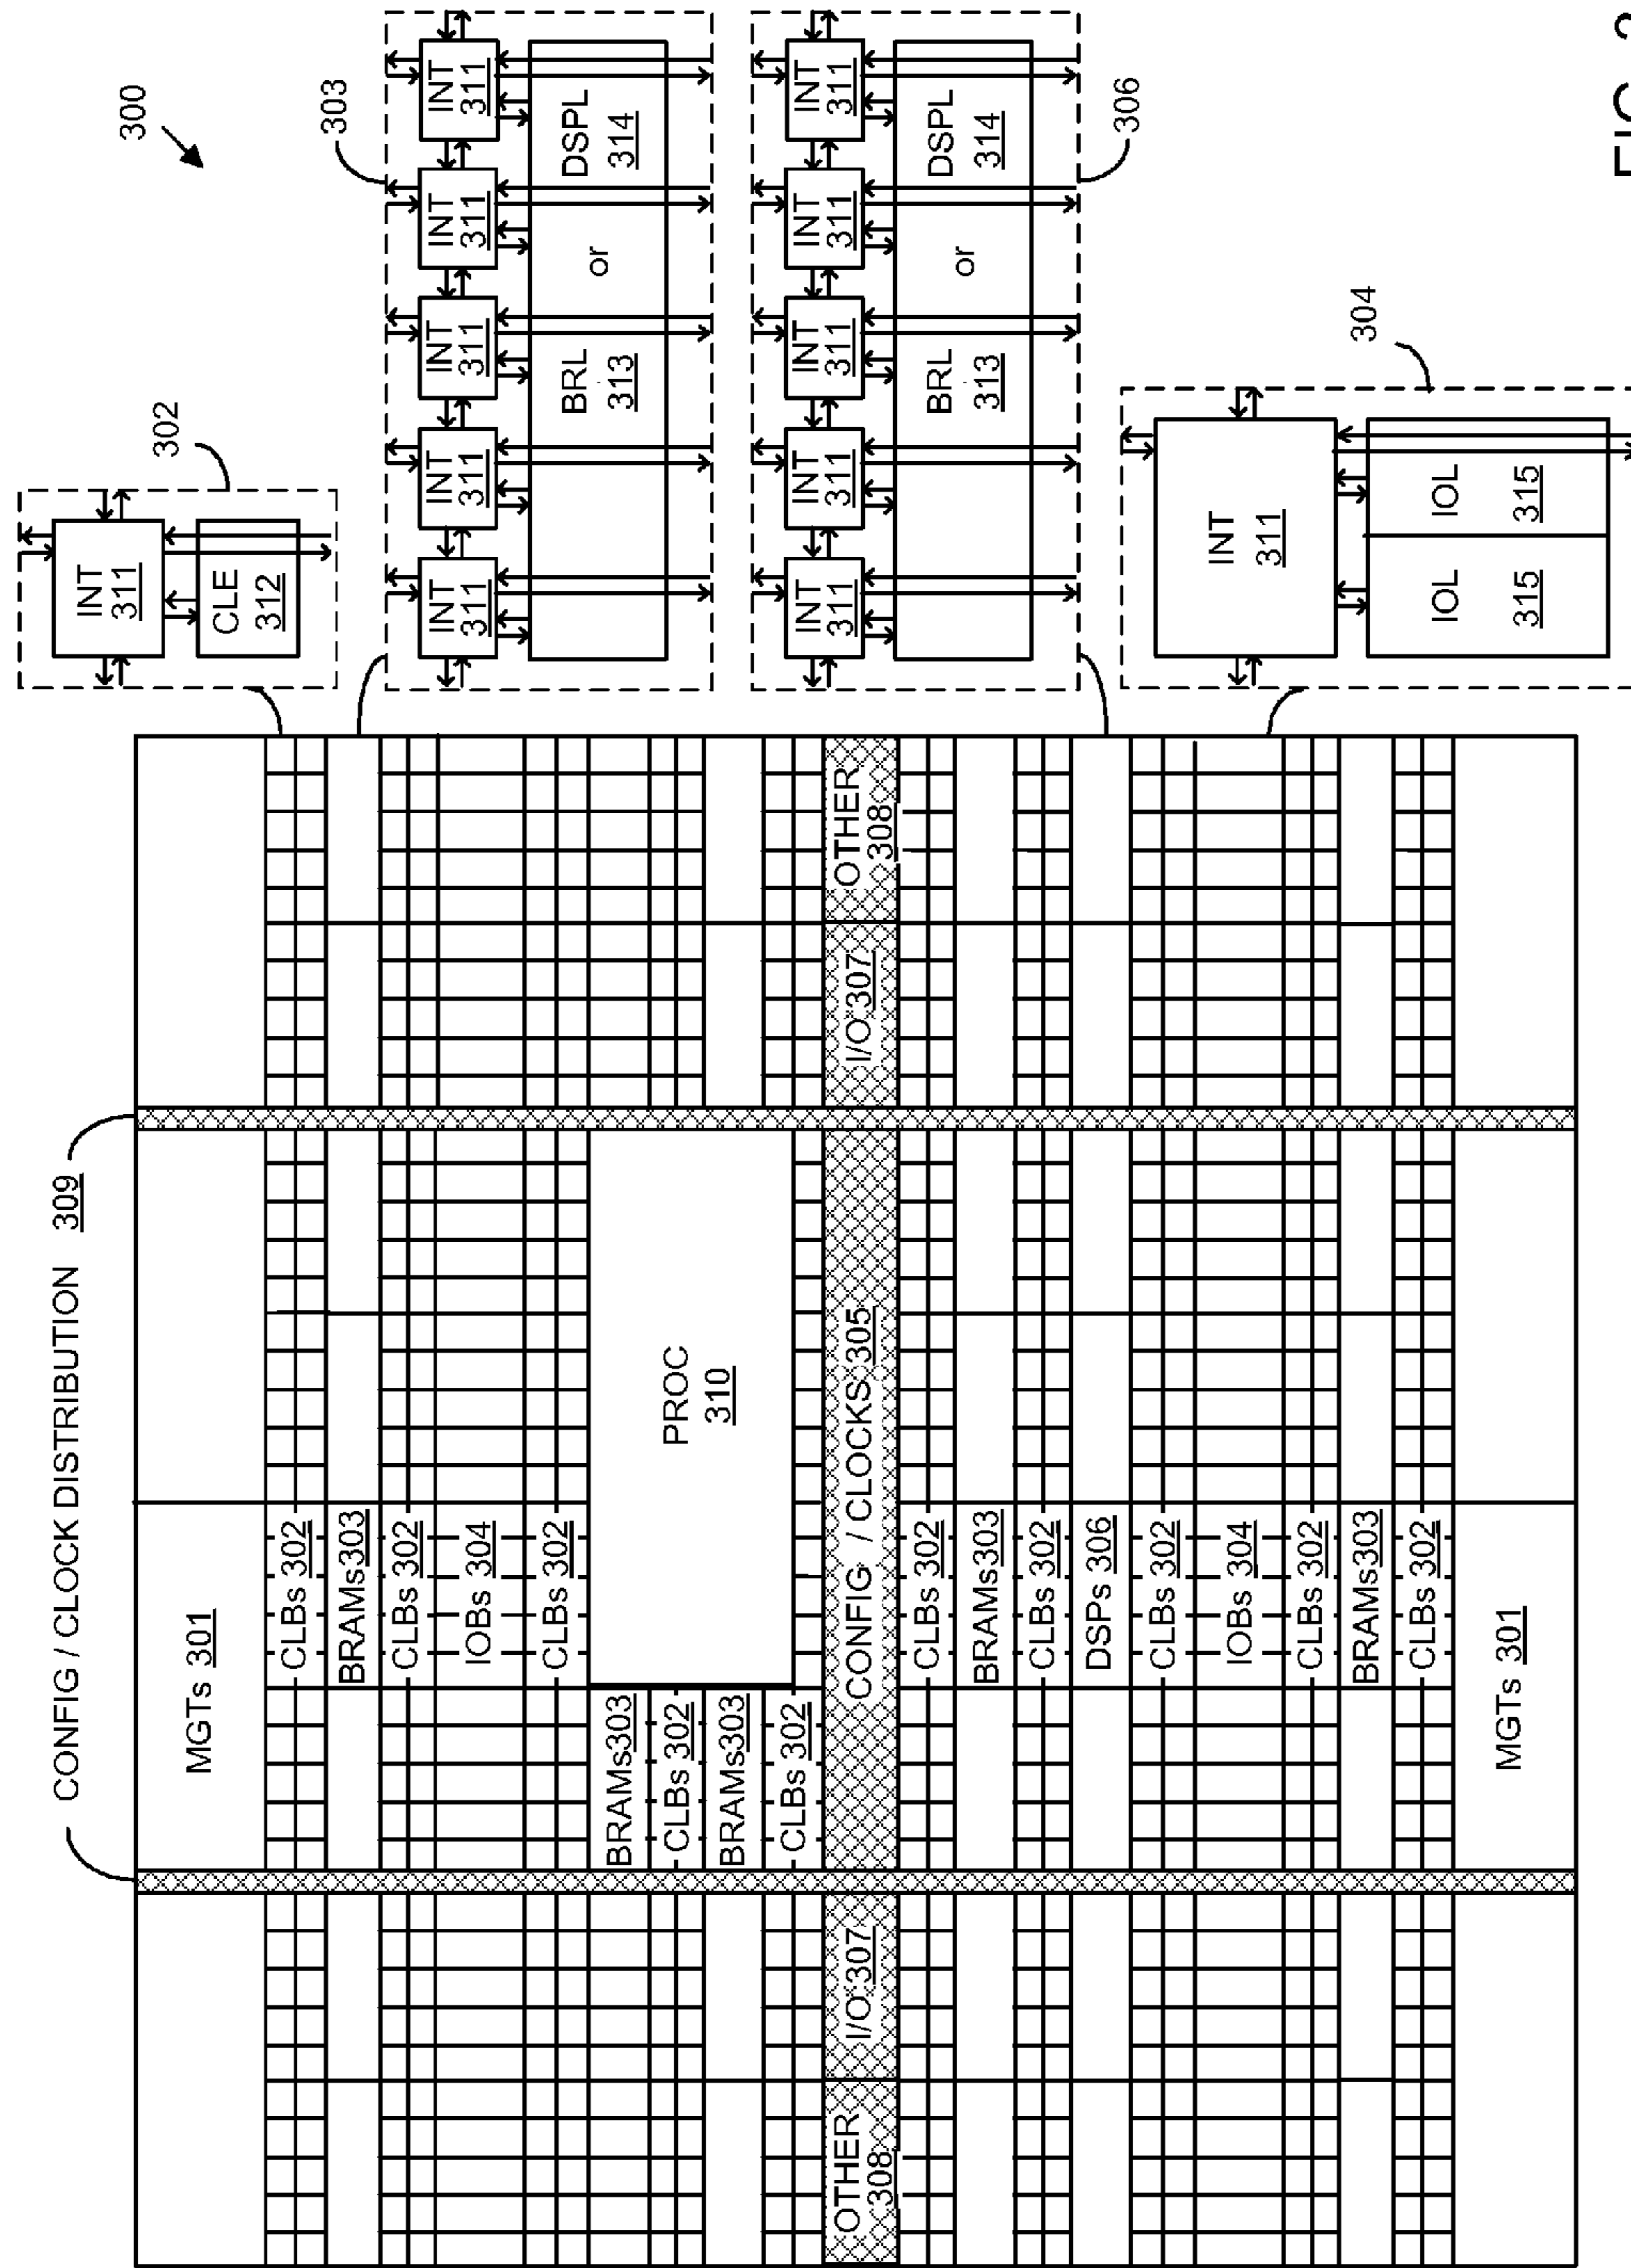 CONFIG / CLOCK DISTRIBUTION 309
300
MGTs 301
CLBs 302
BRAMs 303
CLBs 302
IOBs 304
CLBs 302
BRAMs 303
CLBs 302
BRAMs 303
CLBs 302
PROC
310
OTHER
308
I/O 307
CONFIG / CLOCKS 305
I/O 307
OTHER
308
CLBs 302
BRAMs 303
CLBs 302
DSPs 306
CLBs 302
IOBs 304
CLBs 302
BRAMs 303
CLBs 302
MGTs 301
INT
311
CLE
312
302
303
INT
311
INT
311
INT
311
INT
311
INT
311
BRL
313
or
DSPL
314
INT
311
INT
311
INT
311
INT
311
INT
311
BRL
313
or
DSPL
314
306
304
INT
311
IOL
315
IOL
315
FIG